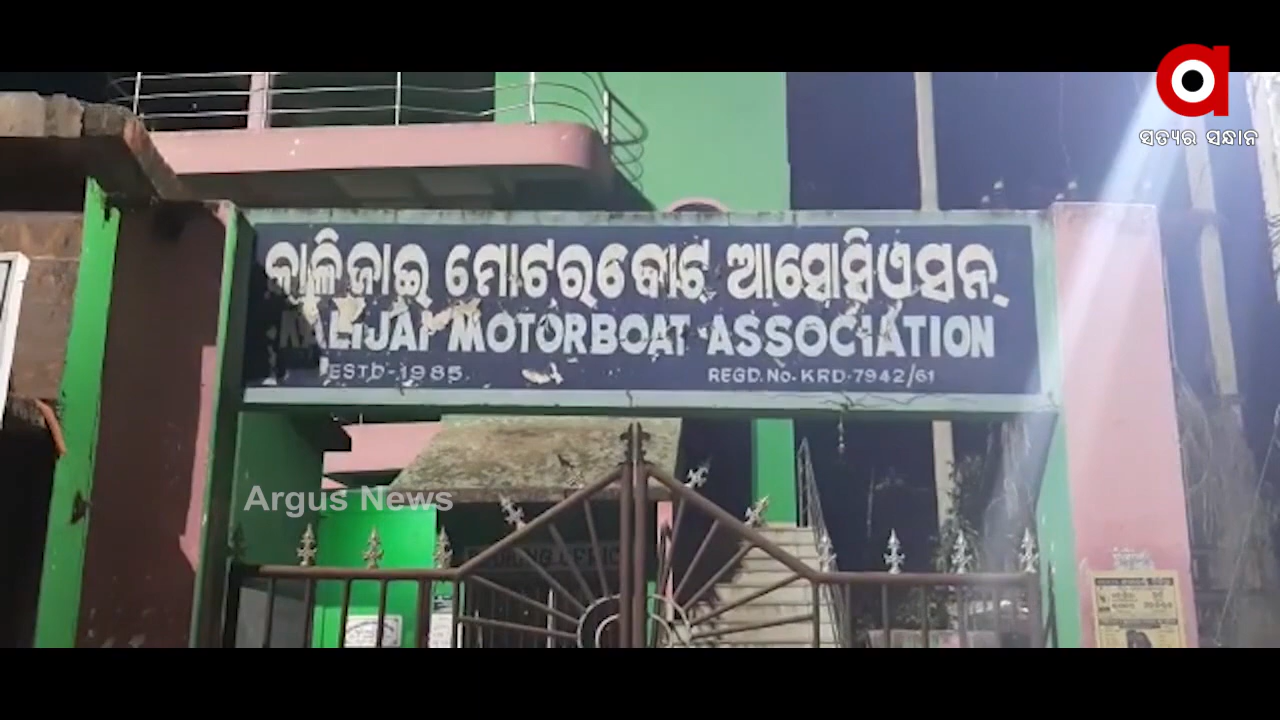 ସତ୍ୟର ସନ୍ଧାନ
କାଳିଜାଇ ମୋଟରବୋଟ ଆସୋସିଏସନ୍
KALIJAI MOTORBOAT ASSOCIATION
ESTD-1985 REGD. No. KRD-7942/61
Argus News